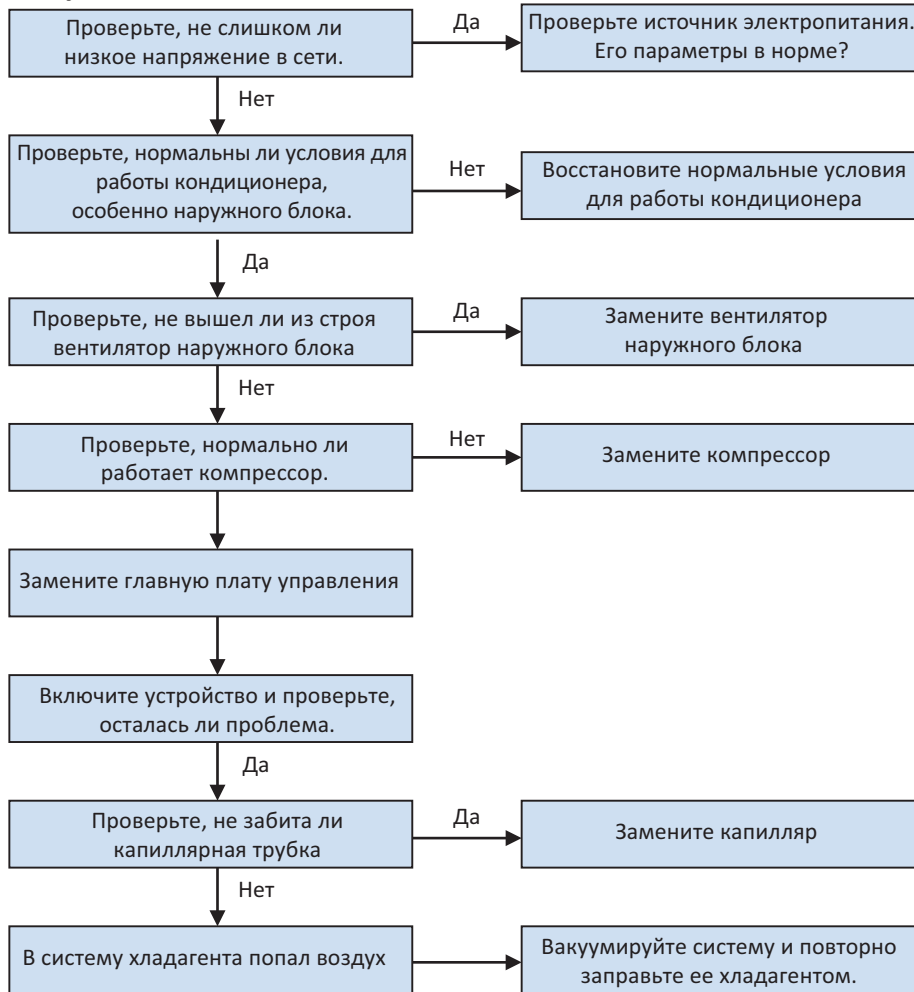 Проверьте, не слишком ли
низкое напряжение в сети.
Да
Проверьте источник электропитания.
Его параметры в норме?
Нет
Проверьте, нормальны ли условия для
работы кондиционера,
особенно наружного блока.
Нет
Восстановите нормальные условия
для работы кондиционера
Да
Проверьте, не вышел ли из строя
вентилятор наружного блока
Да
Замените вентилятор
наружного блока
Нет
Проверьте, нормально ли
работает компрессор.
Нет
Замените компрессор
Замените главную плату управления
Включите устройство и проверьте,
осталась ли проблема.
Да
Проверьте, не забита ли
капиллярная трубка
Да
Замените капилляр
Нет
В систему хладагента попал воздух
Вакуумируйте систему и повторно
заправьте ее хладагентом.